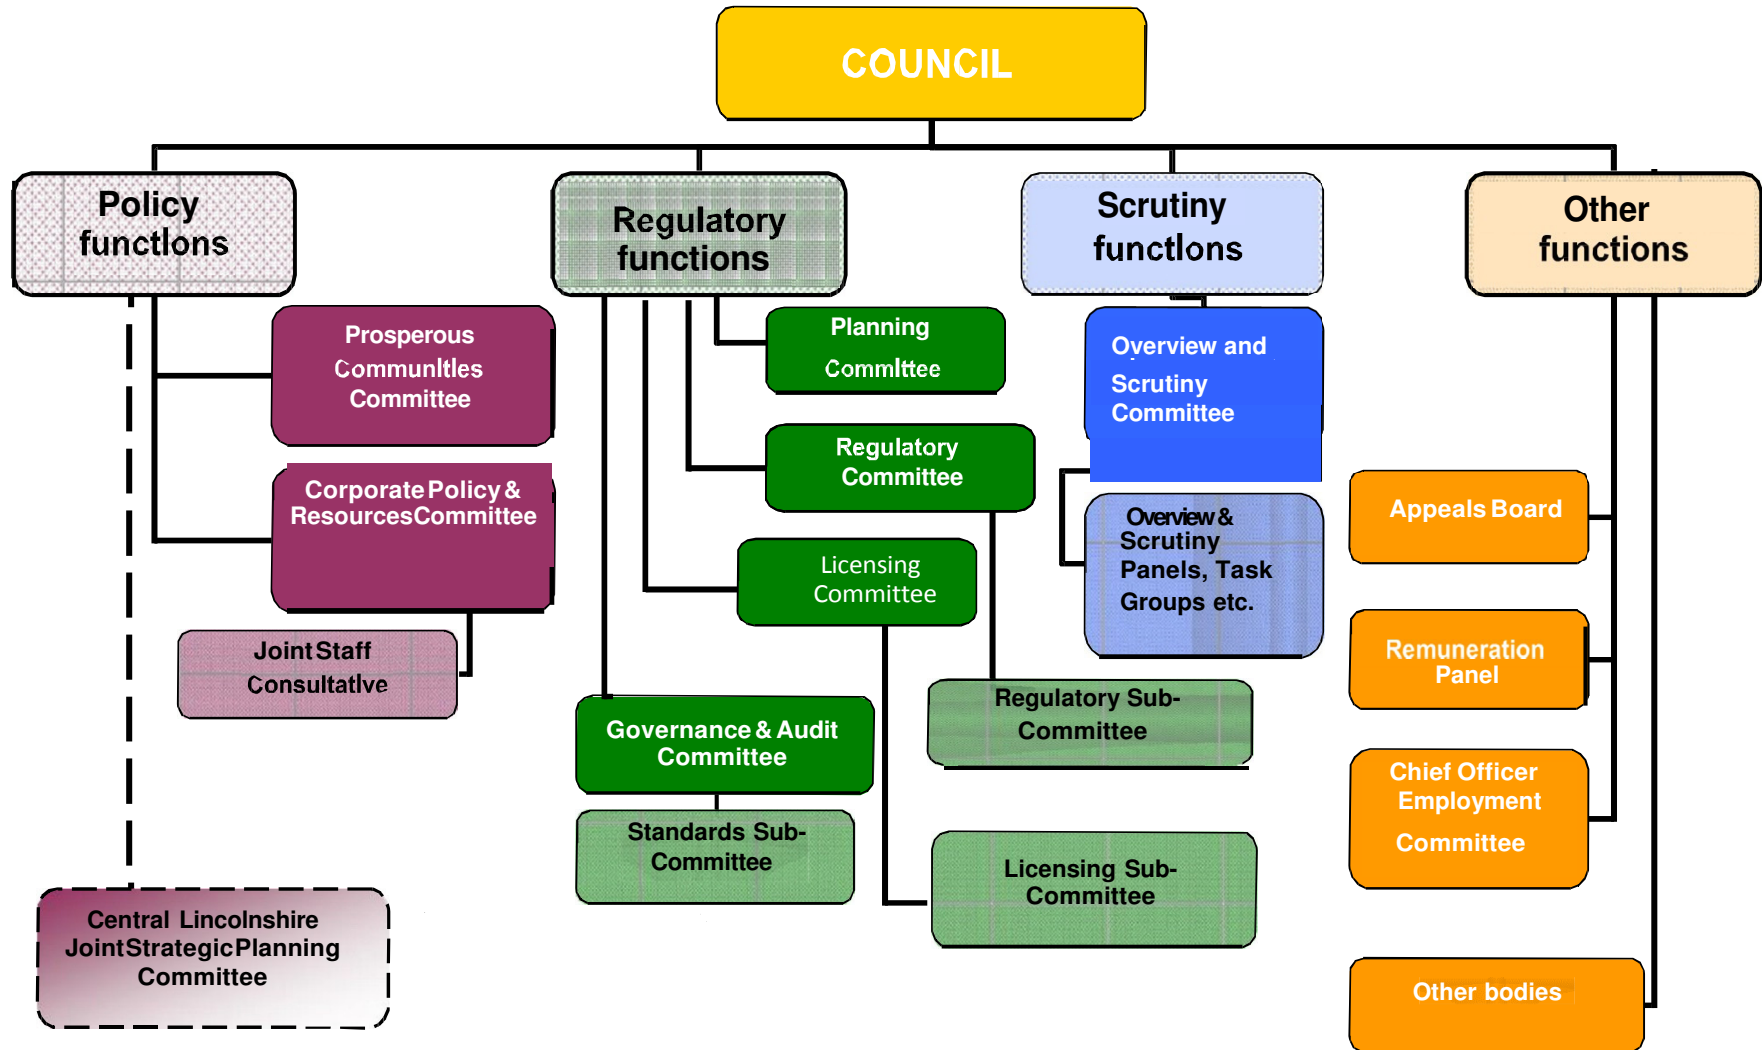 COUNCIL
Policy
functions
Regulatory
functions
Scrutiny
functions
Other
functions
Prosperous
Communities
Committee
Corporate Policy &
Resources Committee
Joint Staff
Consultative
Central Lincolnshire
Joint Strategic Planning
Committee
Planning
Committee
Regulatory
Committee
Licensing
Committee
Governance & Audit
Committee
Standards Sub-
Committee
Regulatory Sub-
Committee
Licensing Sub-
Committee
Overview and
Scrutiny
Committee
Overview &
Scrutiny
Panels, Task
Groups etc.
Appeals Board
Remuneration
Panel
Chief Officer
Employment
Committee
Other bodies